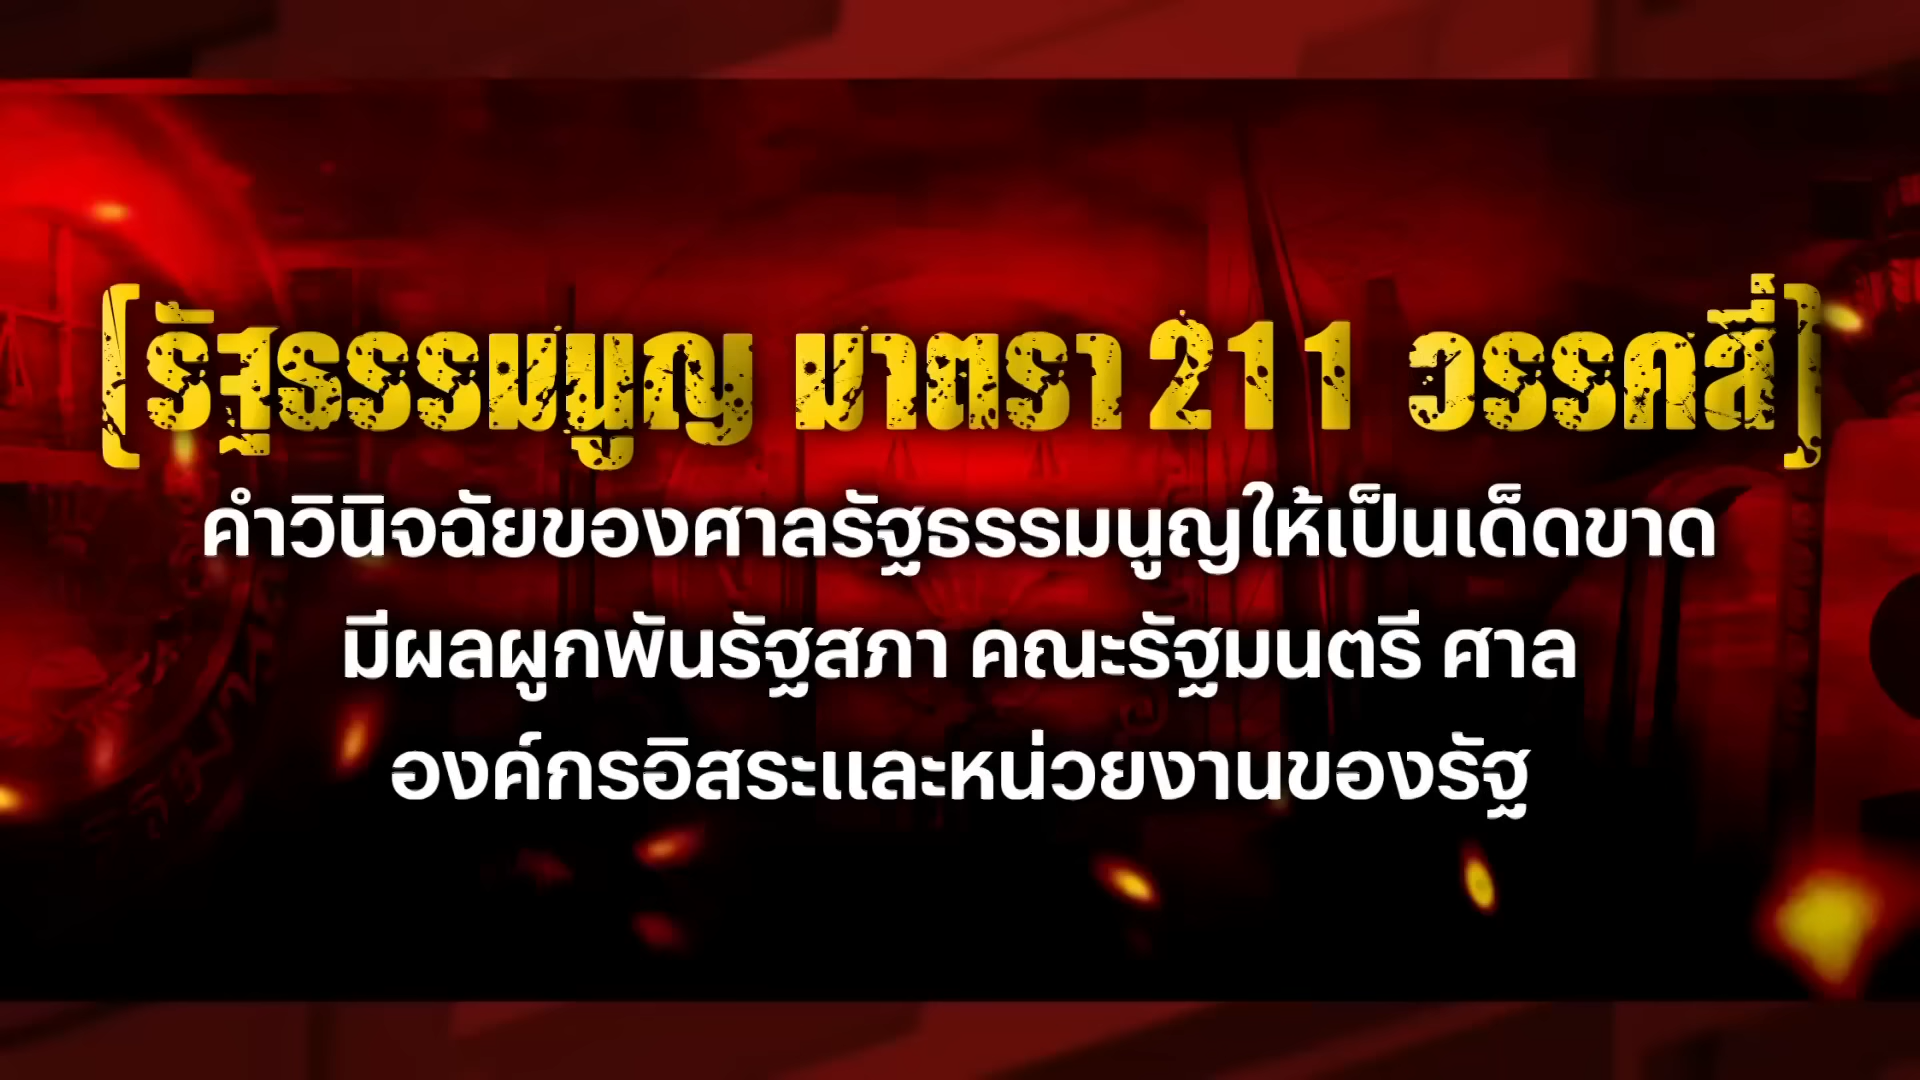 [รัฐธรรมนูญ มาตรา 211 วรรคสี่]
คำวินิจฉัยของศาลรัฐธรรมนูญให้เป็นเด็ดขาด
มีผลผูกพันรัฐสภา คณะรัฐมนตรี ศาล
องค์กรอิสระและหน่วยงานของรัฐ